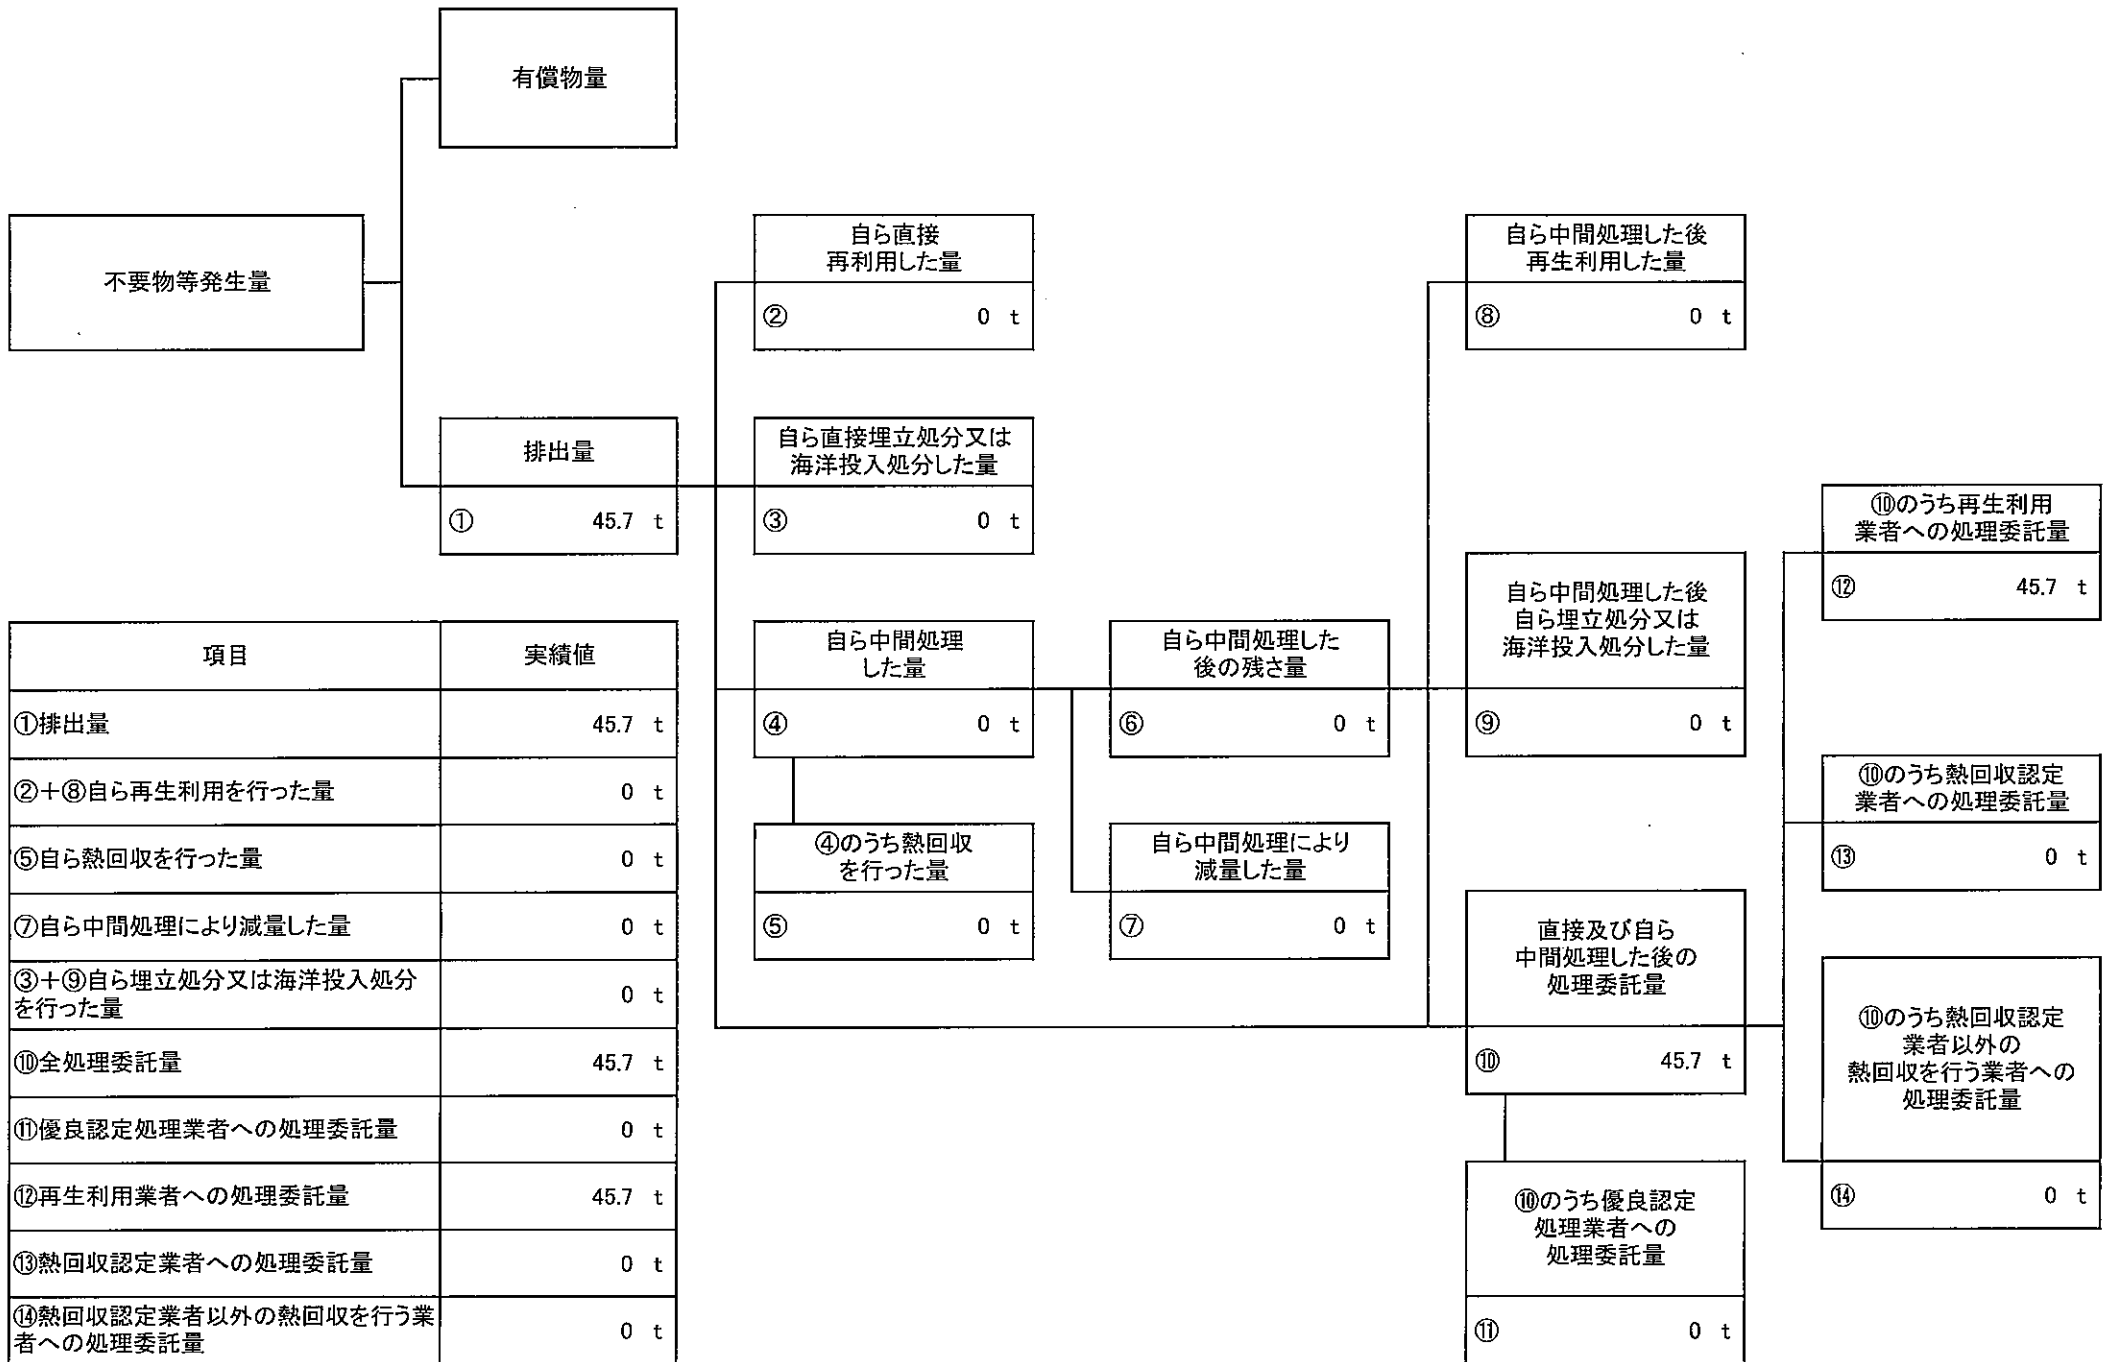 有償物量
不要物等発生量
排出量
① 45.7 t
自ら直接
再利用した量
② 0 t
自ら直接埋立処分又は
海洋投入処分した量
③ 0 t
自ら中間処理
した量
④ 0 t
④のうち熱回収
を行った量
⑤ 0 t
自ら中間処理した
後の残さ量
⑥ 0 t
自ら中間処理により
減量した量
⑦ 0 t
自ら中間処理した後
再生利用した量
⑧ 0 t
自ら中間処理した後
自ら埋立処分又は
海洋投入処分した量
⑨ 0 t
直接及び自ら
中間処理した後の
処理委託量
⑩ 45.7 t
⑩のうち優良認定
処理業者への
処理委託量
⑪ 0 t
⑩のうち再生利用
業者への処理委託量
⑫ 45.7 t
⑩のうち熱回収認定
業者への処理委託量
⑬ 0 t
⑩のうち熱回収認定
業者以外の
熱回収を行う業者への
処理委託量
⑭ 0 t
項目 実績値
①排出量 45.7 t
②+⑧自ら再生利用を行った量 0 t
⑤自ら熱回収を行った量 0 t
⑦自ら中間処理により減量した量 0 t
③+⑨自ら埋立処分又は海洋投入処分
を行った量 0 t
⑩全処理委託量 45.7 t
⑪優良認定処理業者への処理委託量 0 t
⑫再生利用業者への処理委託量 45.7 t
⑬熱回収認定業者への処理委託量 0 t
⑭熱回収認定業者以外の熱回収を行う業
者への処理委託量 0 t